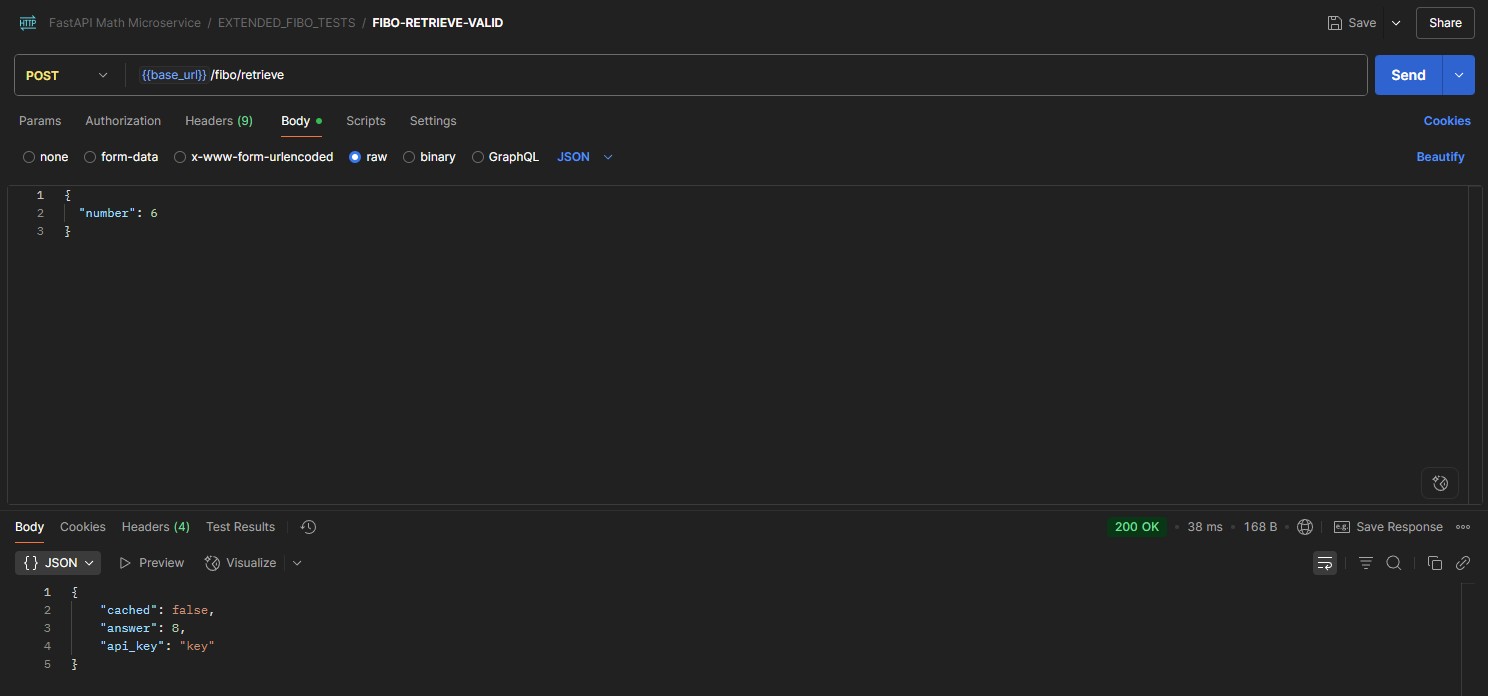 HTTP FastAPI Math Microservice / EXTENDED_FIBO_TESTS / FIBO-RETRIEVE-VALID Save Share
POST {{base_url}} /fibo/retrieve Send
Params Authorization Headers (9) Body Scripts Settings Cookies
none form-data x-www-form-urlencoded raw binary GraphQL JSON Beautify
1 {
2 "number": 6
3 }
Body Cookies Headers (4) Test Results 200 OK • 38 ms • 168 B • e.g. Save Response
{} JSON Preview Visualize
1 {
2 "cached": false,
3 "answer": 8,
4 "api_key": "key"
5 }